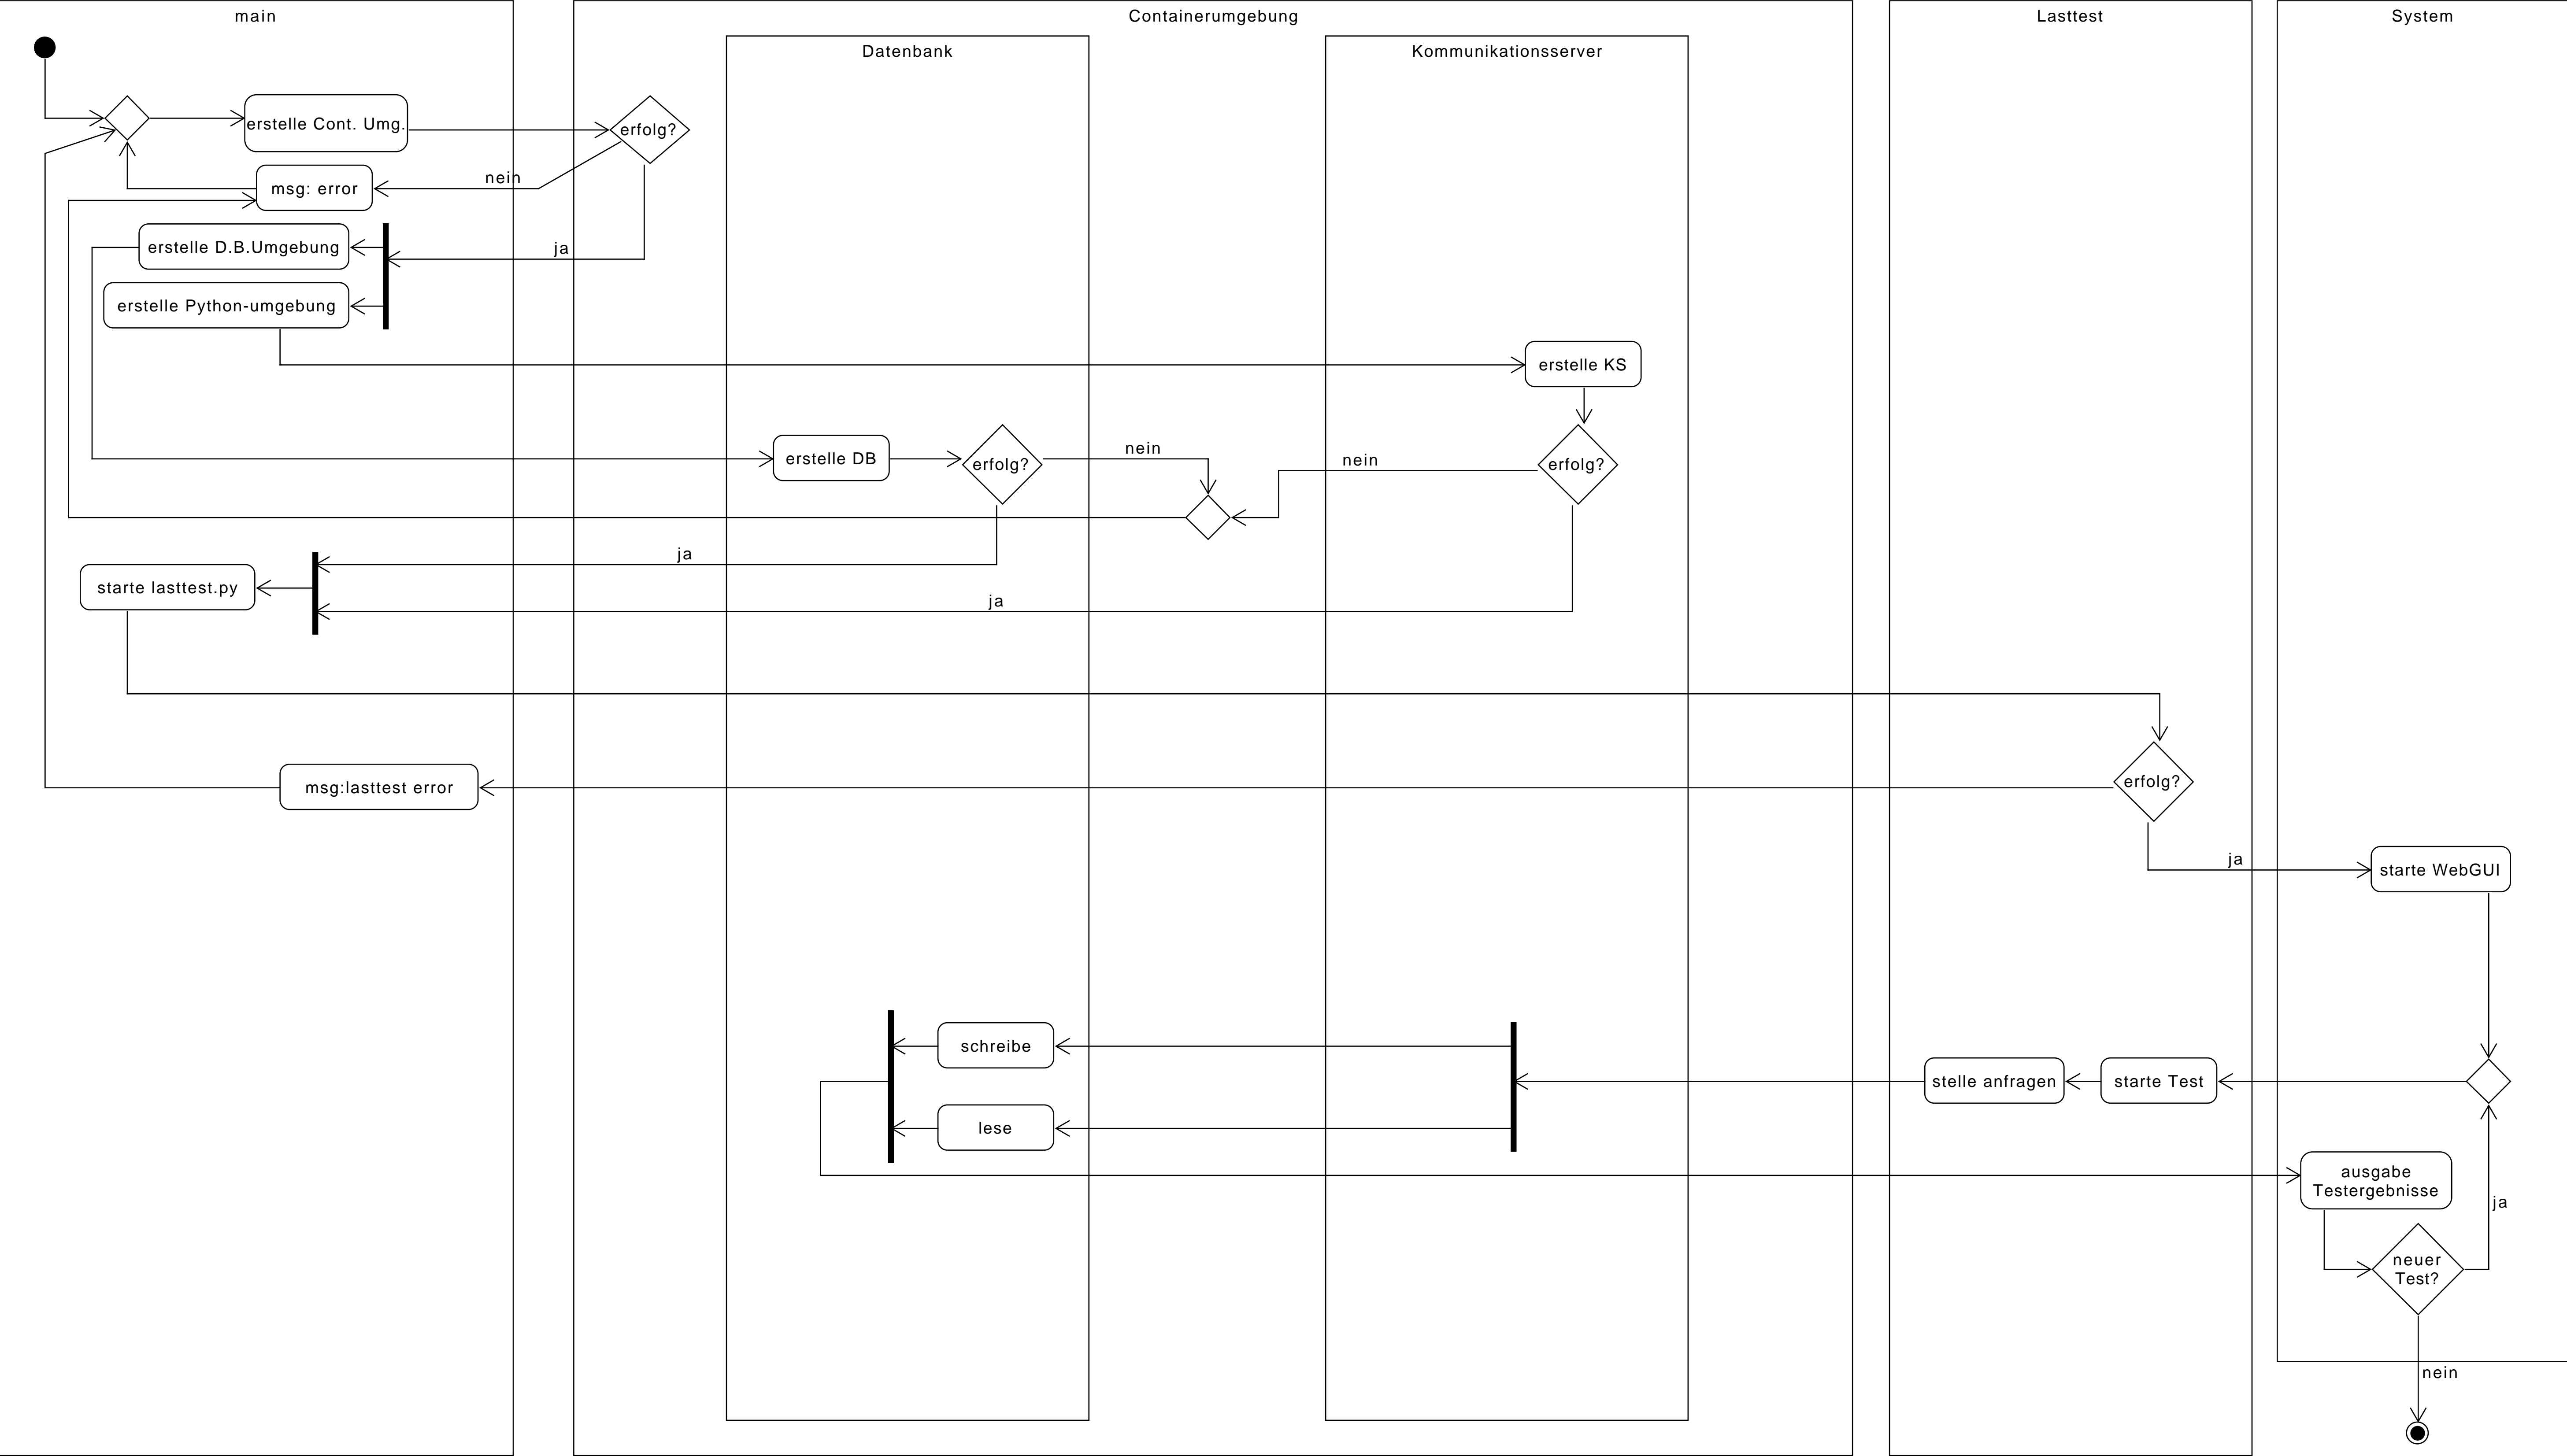 main
Containerumgebung
Lasttest
System
Datenbank
Kommunikationsserver
erstelle Cont. Umg.
erfolg?
nein
msg: error
erstelle D.B.Umgebung
ja
erstelle Python-umgebung
erstelle KS
erstelle DB
erfolg?
nein
nein
erfolg?
ja
starte lasttest.py
ja
msg:lasttest error
erfolg?
ja
starte WebGUI
schreibe
stelle anfragen
starte Test
lese
ausgabe
Testergebnisse
ja
neuer
Test?
nein